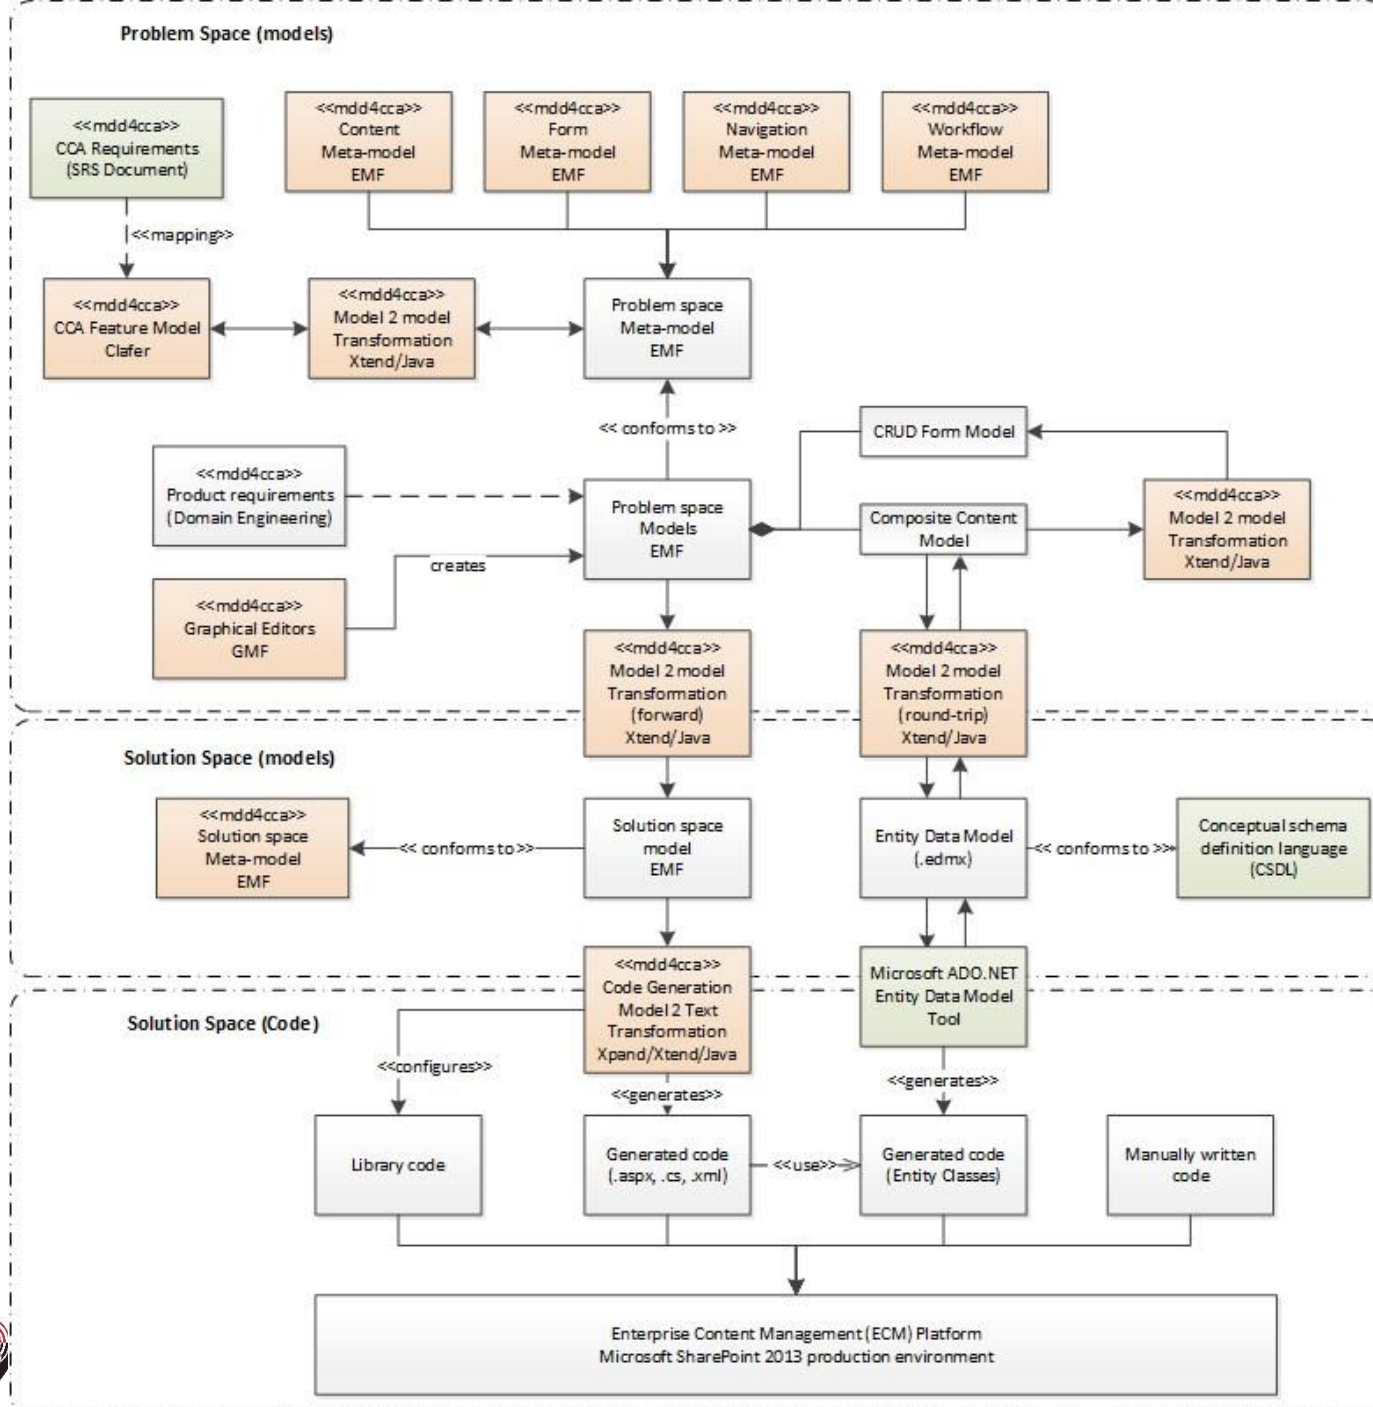 Problem Space (models)
<<mdd4cca>>
CCA Requirements
(SRS Document)
<<mdd4cca>>
Content
Meta-model
EMF
<<mdd4cca>>
Form
Meta-model
EMF
<<mdd4cca>>
Navigation
Meta-model
EMF
<<mdd4cca>>
Workflow
Meta-model
EMF
<<mapping>>
<<mdd4cca>>
CCA Feature Model
Clafer
<<mdd4cca>>
Model 2 model
Transformation
Xtend/Java
Problem space
Meta-model
EMF
<< conforms to >>
CRUD Form Model
<<mdd4cca>>
Product requirements
(Domain Engineering)
Problem space
Models
EMF
Composite Content
Model
<<mdd4cca>>
Model 2 model
Transformation
Xtend/Java
creates
<<mdd4cca>>
Graphical Editors
GMF
<<mdd4cca>>
Model 2 model
Transformation
(forward)
Xtend/Java
<<mdd4cca>>
Model 2 model
Transformation
(round-trip)
Xtend/Java
Solution Space (models)
<<mdd4cca>>
Solution space
Meta-model
EMF
<< conforms to >>
Solution space
model
EMF
Entity Data Model
(.edmx)
<< conforms to >>
Conceptual schema
definition language
(CSDL)
Solution Space (Code)
<<mdd4cca>>
Code Generation
Model 2 Text
Transformation
Xpand/Xtend/Java
Microsoft ADO.NET
Entity Data Model
Tool
<<configures>>
<<generates>>
<<generates>>
Library code
Generated code
(.aspx, .cs, .xml)
<<use>>
Generated code
(Entity Classes)
Manually written
code
Enterprise Content Management (ECM) Platform
Microsoft SharePoint 2013 production environment